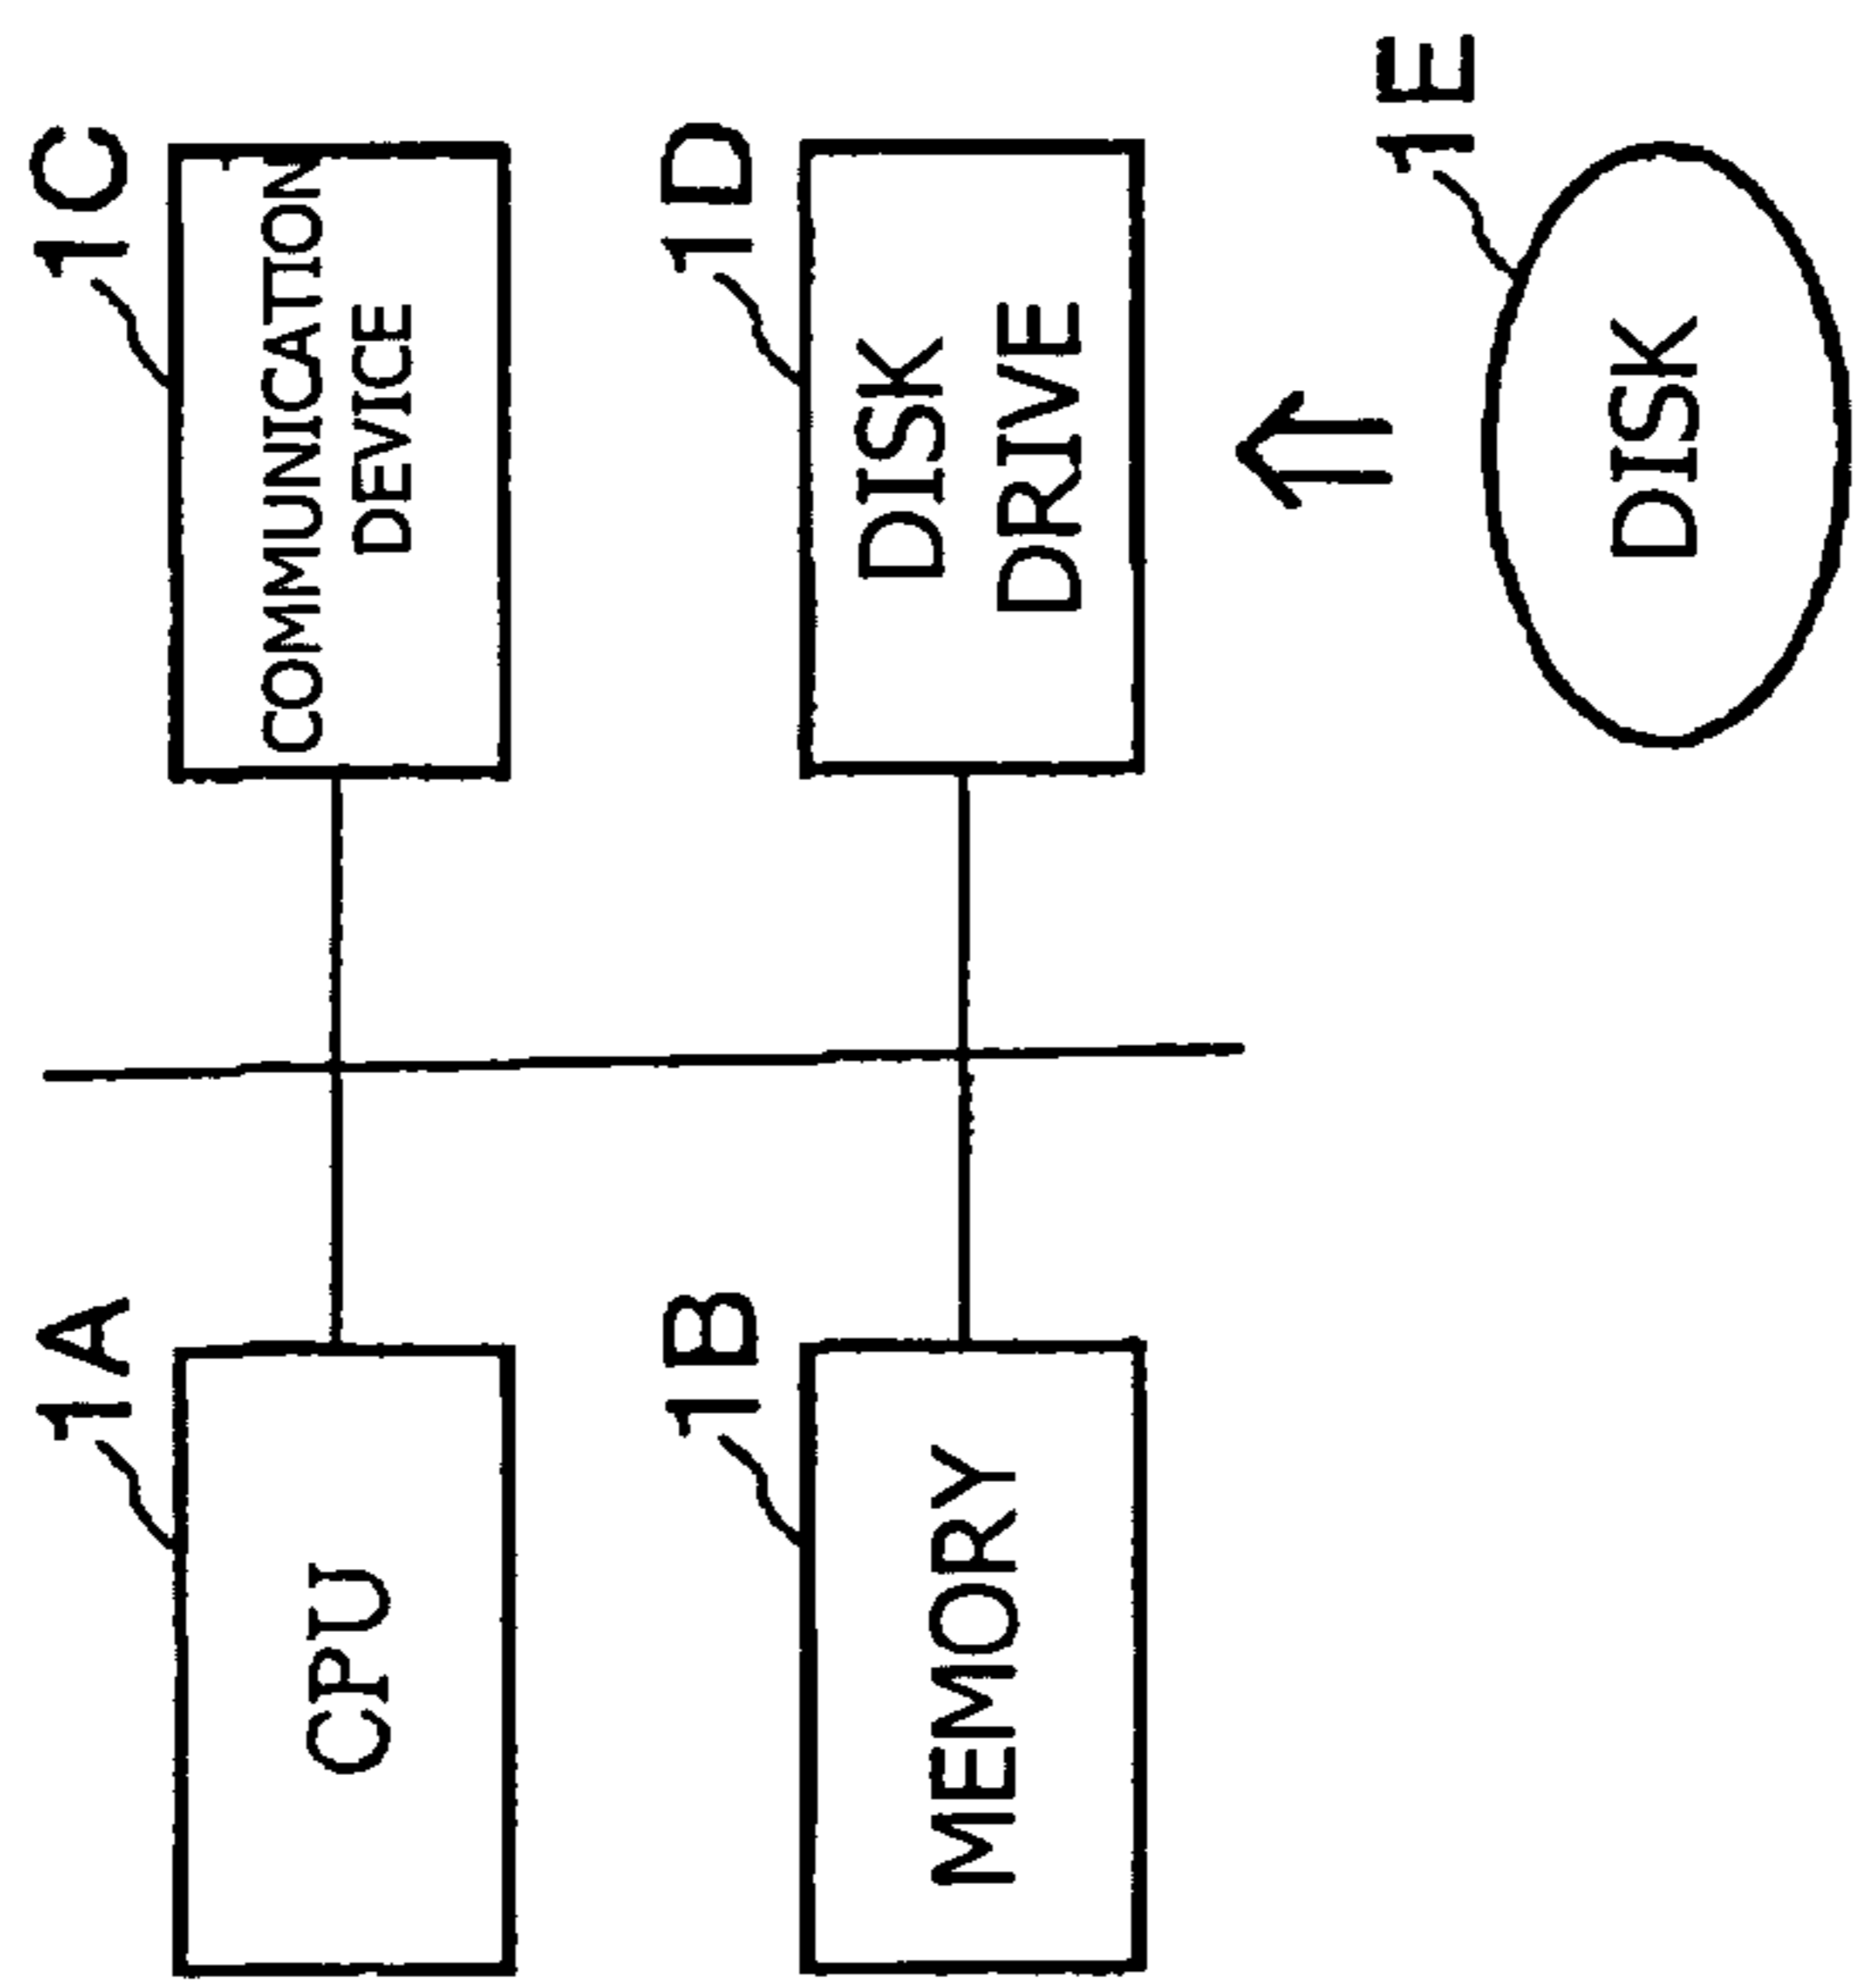 1A
CPU
1C
COMMUNICATION
DEVICE
1B
MEMORY
1D
DISK
DRIVE
1E
DISK